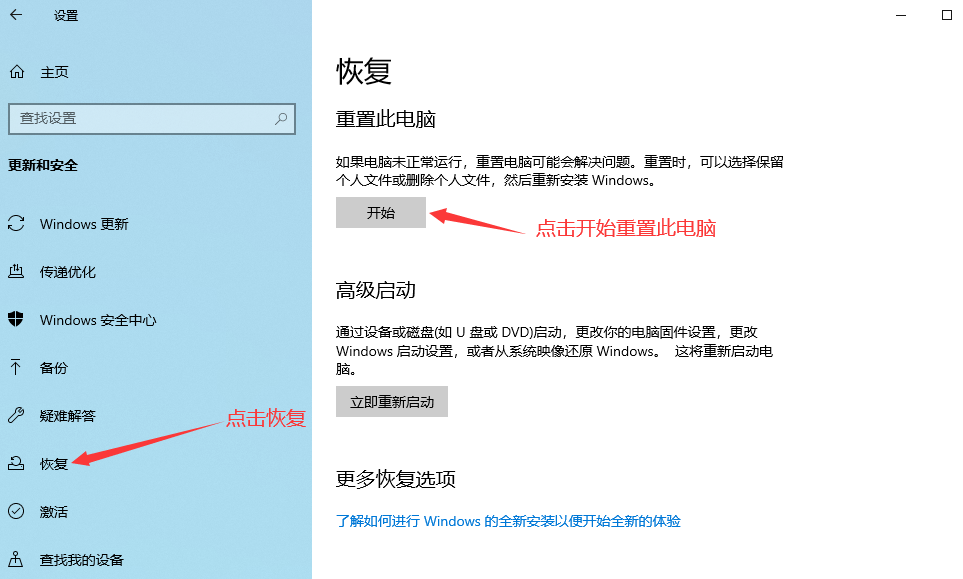 设置
主页
查找设置
更新和安全
Windows 更新
传递优化
Windows 安全中心
备份
疑难解答
点击恢复
恢复
激活
查找我的设备
恢复
重置此电脑
如果电脑未正常运行，重置电脑可能会解决问题。重置时，可以选择保留
个人文件或删除个人文件，然后重新安装 Windows。
开始
点击开始重置此电脑
高级启动
通过设备或磁盘(如 U 盘或 DVD)启动，更改你的电脑固件设置，更改
Windows 启动设置，或者从系统映像还原 Windows。 这将重新启动电
脑。
立即重新启动
更多恢复选项
了解如何进行 Windows 的全新安装以便开始全新的体验